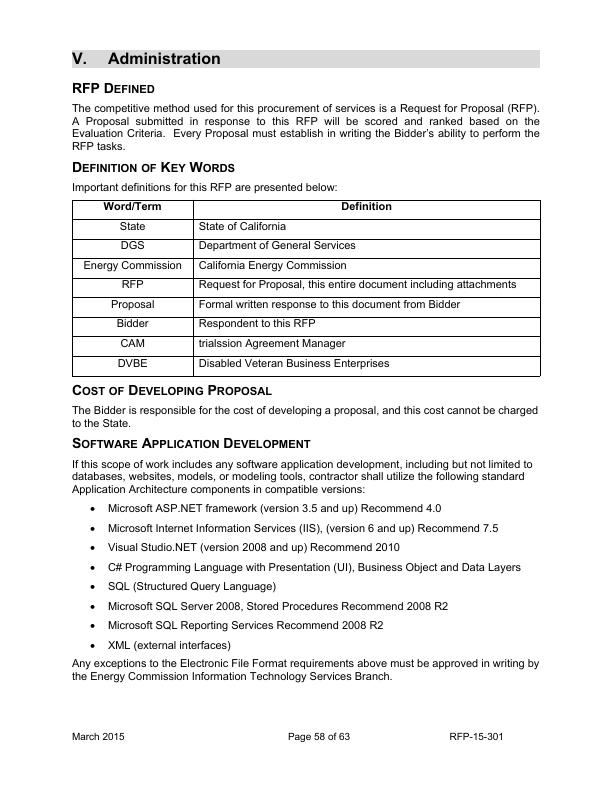 V. Administration
RFP DEFINED
The competitive method used for this procurement of services is a Request for Proposal (RFP).
A Proposal submitted in response to this RFP will be scored and ranked based on the
Evaluation Criteria. Every Proposal must establish in writing the Bidder's ability to perform the
RFP tasks.
DEFINITION OF KEY WORDS
Important definitions for this RFP are presented below:
Word/Term Definition
State State of California
DGS Department of General Services
Energy Commission California Energy Commission
RFP Request for Proposal, this entire document including attachments
Proposal Formal written response to this document from Bidder
Bidder Respondent to this RFP
CAM trialssion Agreement Manager
DVBE Disabled Veteran Business Enterprises
COST OF DEVELOPING PROPOSAL
The Bidder is responsible for the cost of developing a proposal, and this cost cannot be charged
to the State.
SOFTWARE APPLICATION DEVELOPMENT
If this scope of work includes any software application development, including but not limited to
databases, websites, models, or modeling tools, contractor shall utilize the following standard
Application Architecture components in compatible versions:
• Microsoft ASP.NET framework (version 3.5 and up) Recommend 4.0
• Microsoft Internet Information Services (IIS), (version 6 and up) Recommend 7.5
• Visual Studio.NET (version 2008 and up) Recommend 2010
• C# Programming Language with Presentation (UI), Business Object and Data Layers
• SQL (Structured Query Language)
• Microsoft SQL Server 2008, Stored Procedures Recommend 2008 R2
• Microsoft SQL Reporting Services Recommend 2008 R2
• XML (external interfaces)
Any exceptions to the Electronic File Format requirements above must be approved in writing by
the Energy Commission Information Technology Services Branch.
March 2015 Page 58 of 63 RFP-15-301